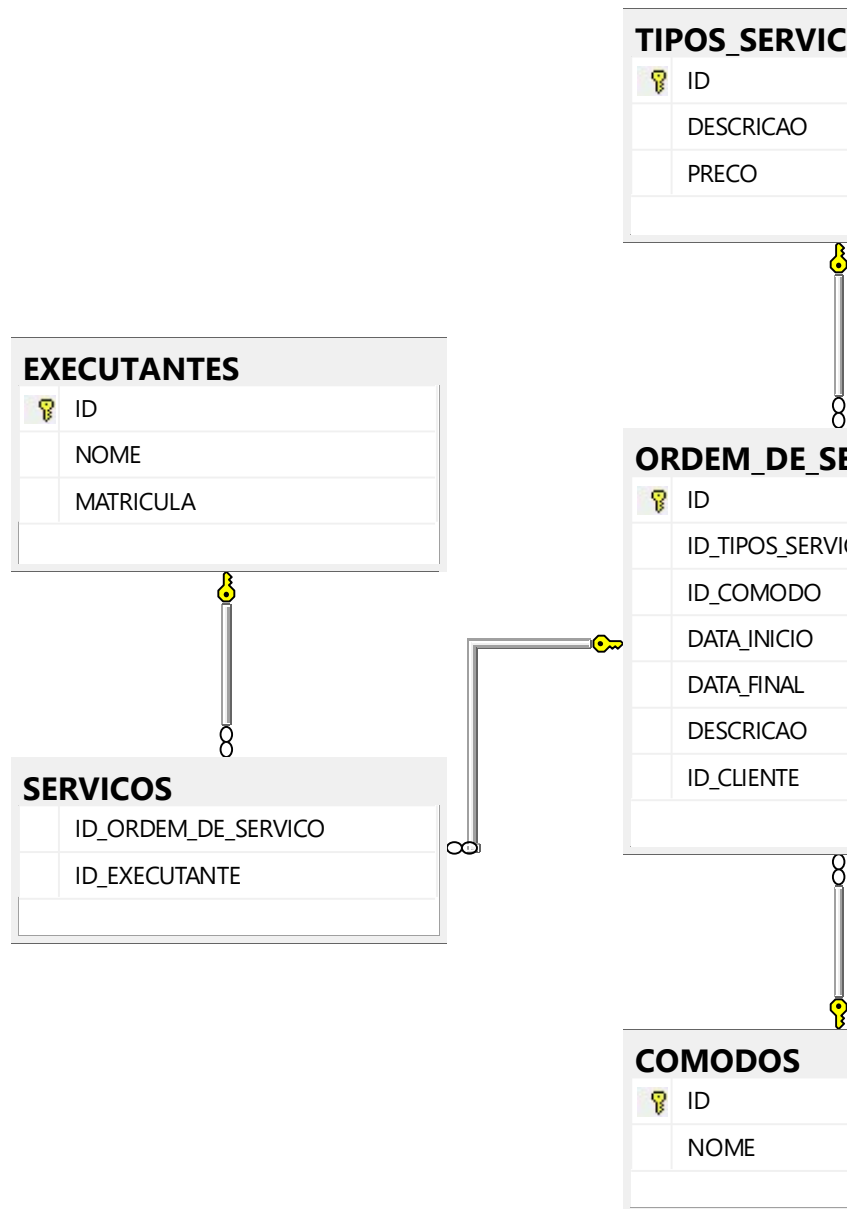 TIPOS_SERVIC
ID
DESCRICAO
PRECO
EXECUTANTES
ID
NOME
MATRICULA
SERVICOS
ID_ORDEM_DE_SERVICO
ID_EXECUTANTE
ORDEM_DE_SE
ID
ID_TIPOS_SERVIC
ID_COMODO
DATA_INICIO
DATA_FINAL
DESCRICAO
ID_CLIENTE
COMODOS
ID
NOME